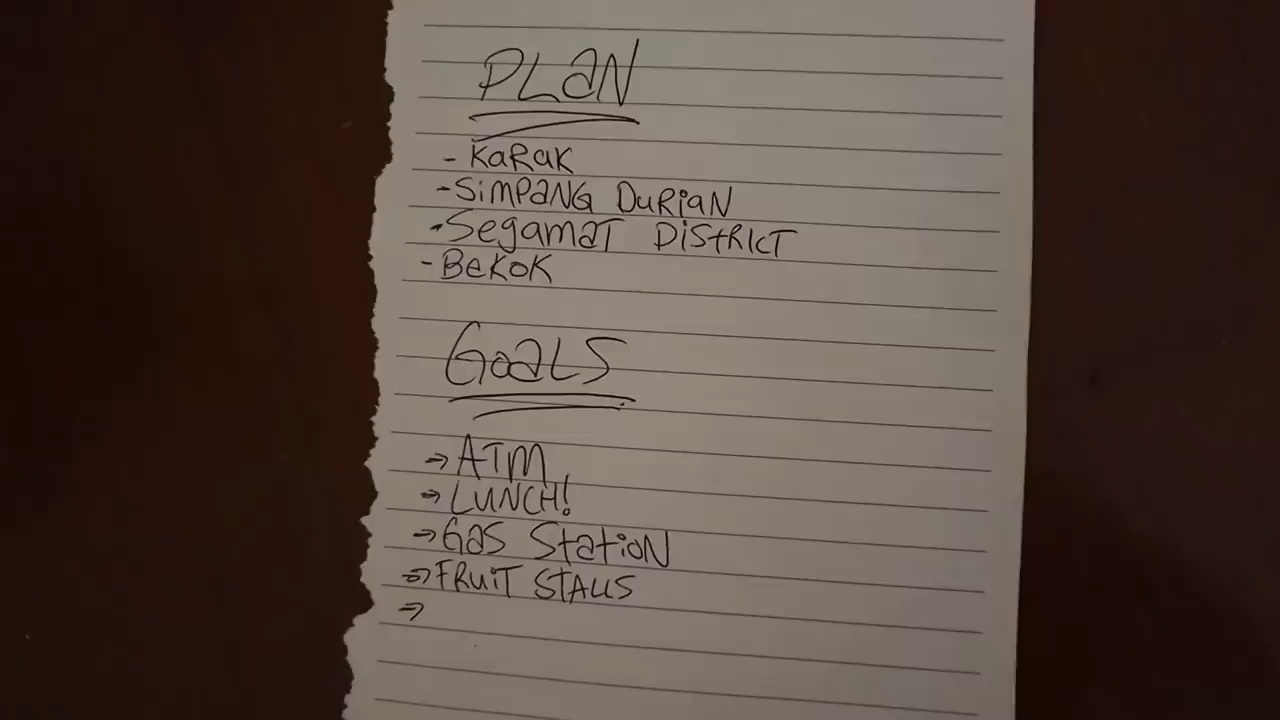 PLAN
- KARAK
- SiMPANG DURiAN
- SegamaT DiStRICT
- BeKOK
GOALS
→ ATM
→ LUNCH!
→ Gas Station
⇒ FRUiT STALLS
⇒